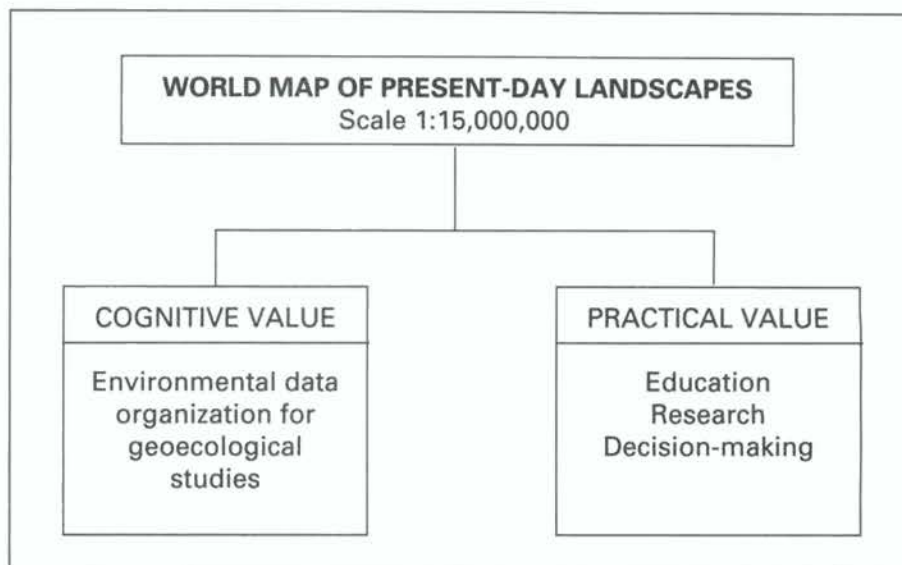 WORLD MAP OF PRESENT-DAY LANDSCAPES
Scale 1:15,000,000
COGNITIVE VALUE
Environmental data
organization for
geoecological
studies
PRACTICAL VALUE
Education
Research
Decision-making